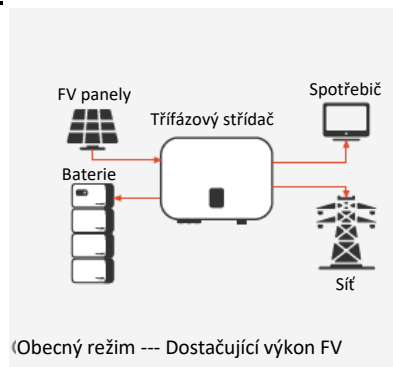 Spotřebič
FV panely
Třífázový střídač
Baterie
Síť
Obecný režim --- Dostačující výkon FV